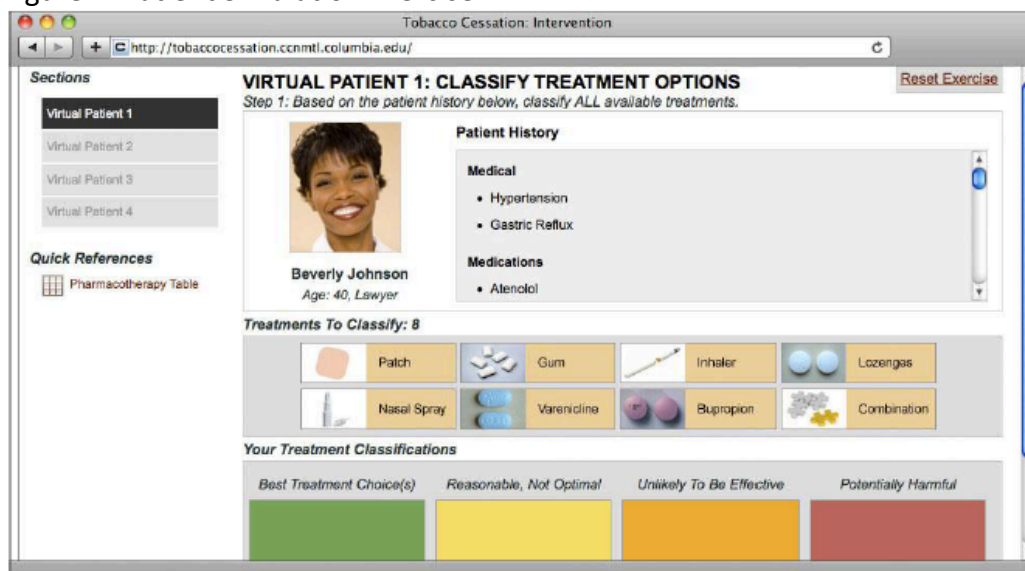 Tobacco Cessation: Intervention
http://tobaccocessation.ccnmtl.columbia.edu/
Sections
Virtual Patient 1
Virtual Patient 2
Virtual Patient 3
Virtual Patient 4
Quick References
Pharmacotherapy Table
VIRTUAL PATIENT 1: CLASSIFY TREATMENT OPTIONS
Reset Exercise
Step 1: Based on the patient history below, classify ALL available treatments.
Beverly Johnson
Age: 40, Lawyer
Patient History
Medical
• Hypertension
• Gastric Reflux
Medications
• Atenolol
Treatments To Classify: 8
Patch
Gum
Inhaler
Lozenges
Nasal Spray
Varenicline
Bupropion
Combination
Your Treatment Classifications
Best Treatment Choice(s)
Reasonable, Not Optimal
Unlikely To Be Effective
Potentially Harmful